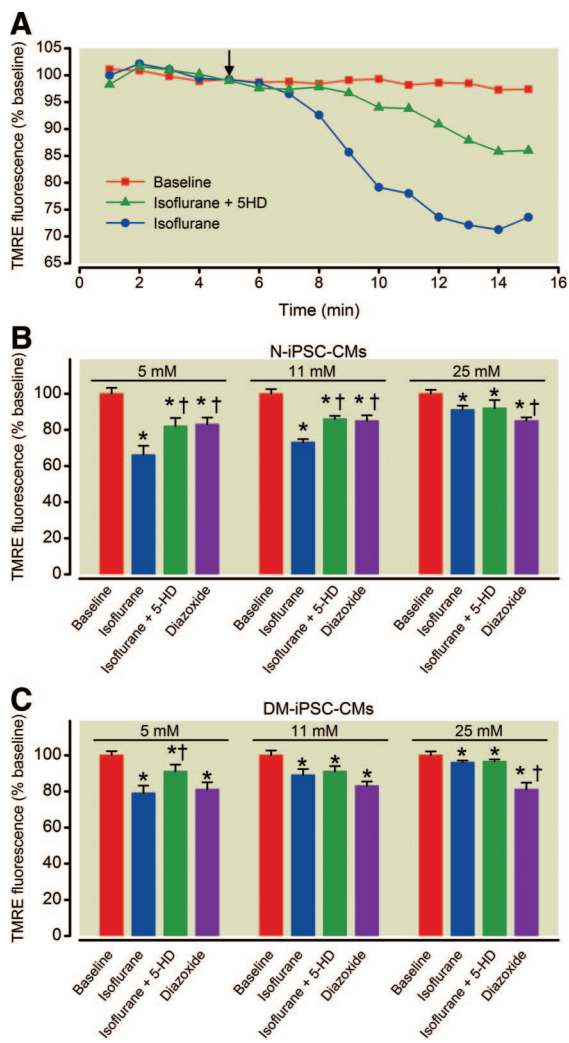 A
TMRE fluorescence (% baseline)
105
100
95
90
85
80
75
70
65
Baseline
Isoflurane + 5HD
Isoflurane
0 2 4 6 8 10 12 14 16
Time (min)
B
N-iPSC-CMs
5 mM 11 mM 25 mM
TMRE fluorescence (% baseline)
100
80
60
40
20
0
* *† *† * *† *† * * *†
Baseline Isoflurane Isoflurane + 5-HD Diazoxide Baseline Isoflurane Isoflurane + 5-HD Diazoxide Baseline Isoflurane Isoflurane + 5-HD Diazoxide
C
DM-iPSC-CMs
5 mM 11 mM 25 mM
TMRE fluorescence (% baseline)
100
80
60
40
20
0
* *† * * * * * * *†
Baseline Isoflurane Isoflurane + 5-HD Diazoxide Baseline Isoflurane Isoflurane + 5-HD Diazoxide Baseline Isoflurane Isoflurane + 5-HD Diazoxide